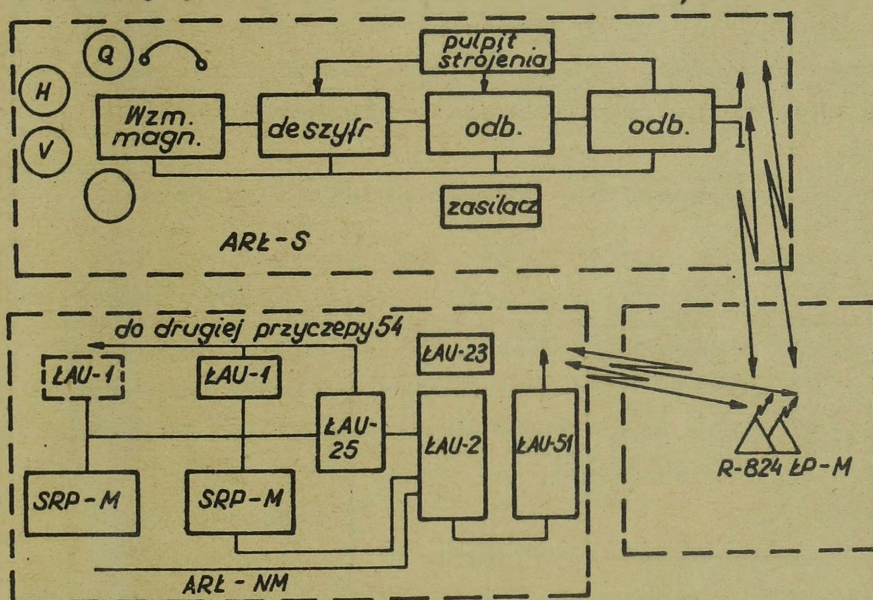 Q
H
V
pulpit
strojenia
Wzm.
magn.
deszyfr
odb.
odb.
zasilacz
ARŁ-S
do drugiej przyczepy 54
ŁAU-1
ŁAU-1
ŁAU-23
ŁAU-
25
ŁAU-2
ŁAU-51
SRP-M
SRP-M
ARŁ-NM
R-824 ŁP-M